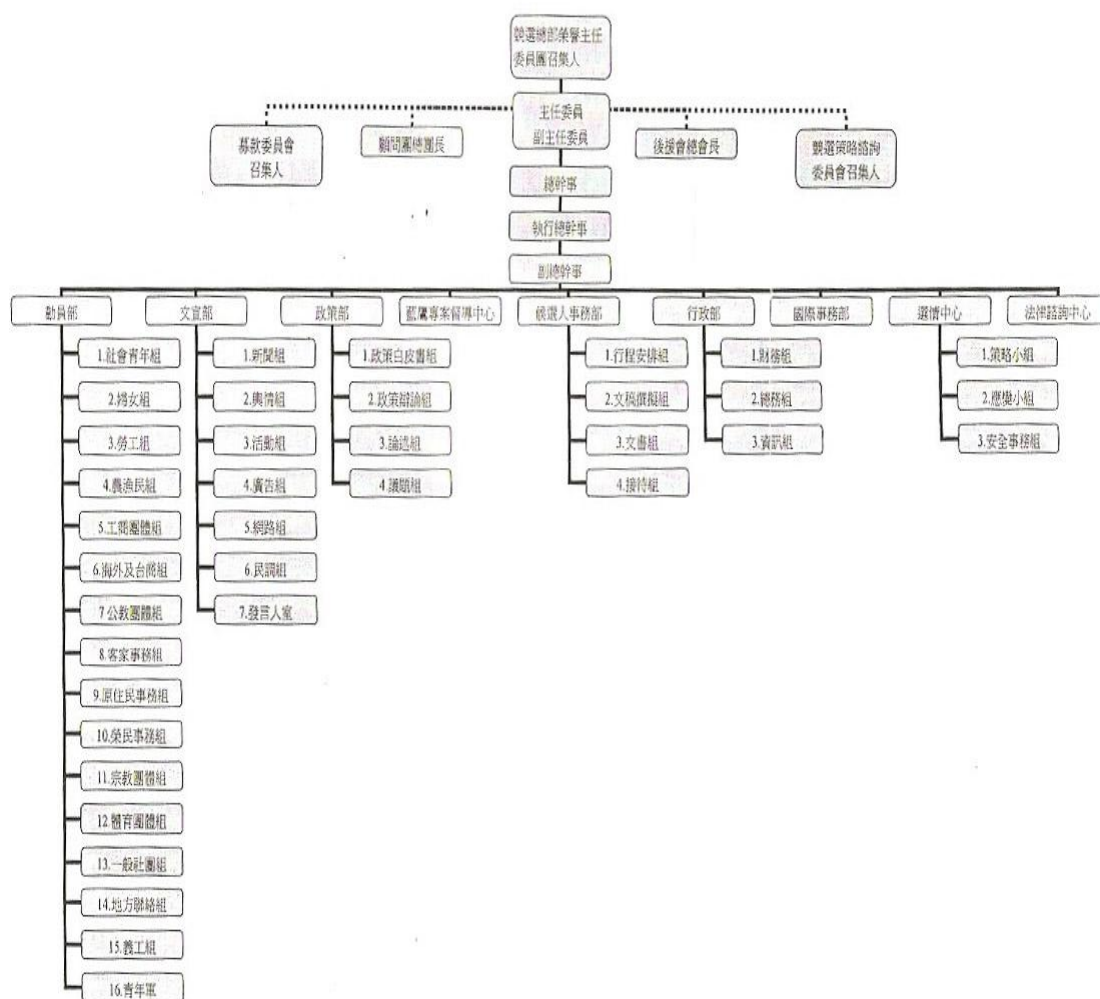 競選總部榮譽主任
委員團召集人
主任委員
副主任委員
募款委員會
召集人
顧問團總團長
後援會總會長
競選策略諮詢
委員會召集人
總幹事
執行總幹事
副總幹事
動員部
文宣部
政策部
藍鷹專案督導中心
候選人事務部
行政部
國際事務部
選情中心
法律諮詢中心
1.社會青年組
2.婦女組
3.勞工組
4.農漁民組
5.工商團體組
6.海外及台商組
7公教團體組
8.客家事務組
9.原住民事務組
10.榮民事務組
11.宗教團體組
12.體育團體組
13.一般社團組
14.地方聯絡組
15.義工組
16.青年軍
1.新聞組
2.輿情組
3.活動組
4.廣告組
5.網路組
6.民調組
7.發言人室
1.政策白皮書組
2.政策辯論組
3.論述組
4.議題組
1.行程安排組
2.文稿撰擬組
3.文書組
4.接待組
1.財務組
2.總務組
3.資訊組
1.策略小組
2.應變小組
3.安全事務組